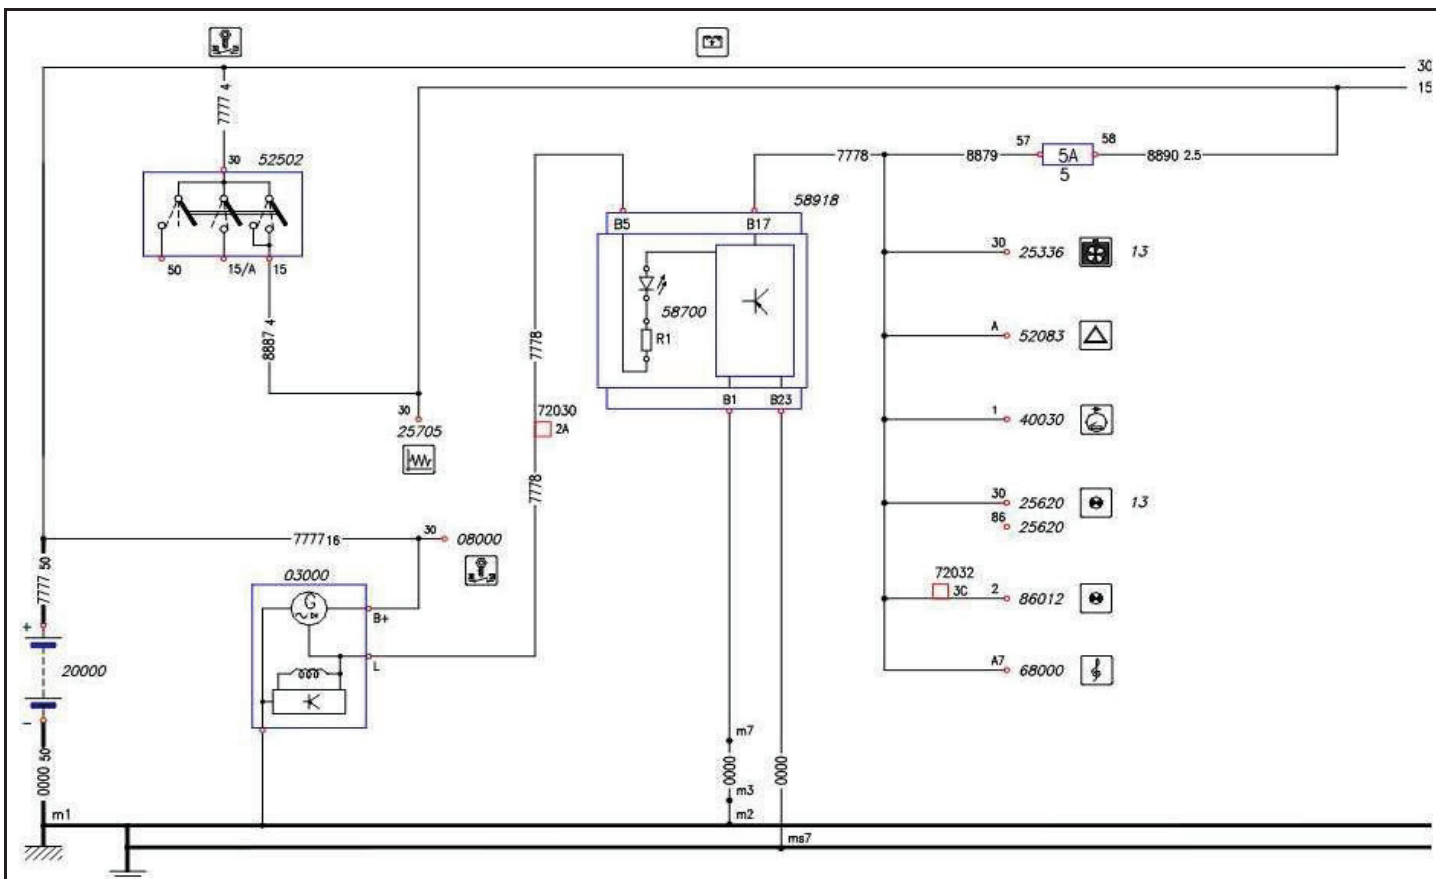 30
15
7777 4
30 52502
50 15/A 15
8887 4
30
25705
7778
72030
2A
7778
58918
B5 B17
58700
R1
B1 B23
7778 8879 57 5A 58 8890 2.5
5
30 25336 13
A 52083
1 40030
30 25620 13
86 25620
72032
3C 2 86012
A7 68000
7777 16 30 08000
03000
G
B+
L
7777 50
+
20000
-
0000 50
m1
m7
0000 0000
m3
m2
ms7